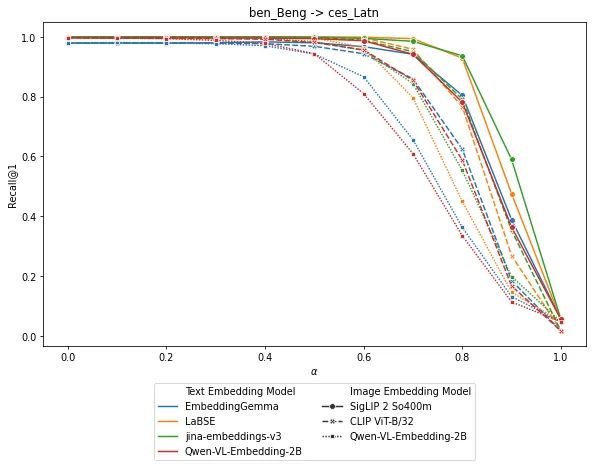 ben_Beng -> ces_Latn
Recall@1
1.0
0.8
0.6
0.4
0.2
0.0
0.0 0.2 0.4 0.6 0.8 1.0
α
Text Embedding Model
EmbeddingGemma
LaBSE
jina-embeddings-v3
Qwen-VL-Embedding-2B
Image Embedding Model
SigLIP 2 So400m
CLIP ViT-B/32
Qwen-VL-Embedding-2B